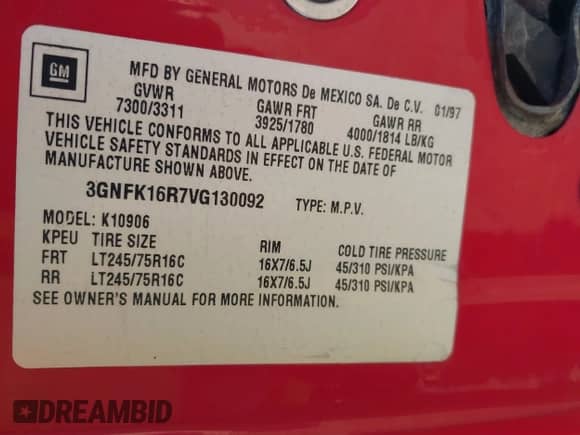 GM
MFD BY GENERAL MOTORS De MEXICO SA. De C.V. 01/97
GVWR GAWR FRT GAWR RR
7300/3311 3925/1780 4000/1814 LB/KG
THIS VEHICLE CONFORMS TO ALL APPLICABLE U.S. FEDERAL MOTOR
VEHICLE SAFETY STANDARDS IN EFFECT ON THE DATE OF
MANUFACTURE SHOWN ABOVE.
3GNFK16R7VG130092 TYPE: M.P.V.
MODEL: K10906
KPEU TIRE SIZE RIM COLD TIRE PRESSURE
FRT LT245/75R16C 16X7/6.5J 45/310 PSI/KPA
RR LT245/75R16C 16X7/6.5J 45/310 PSI/KPA
SEE OWNER'S MANUAL FOR MORE INFORMATION.
DREAMBID